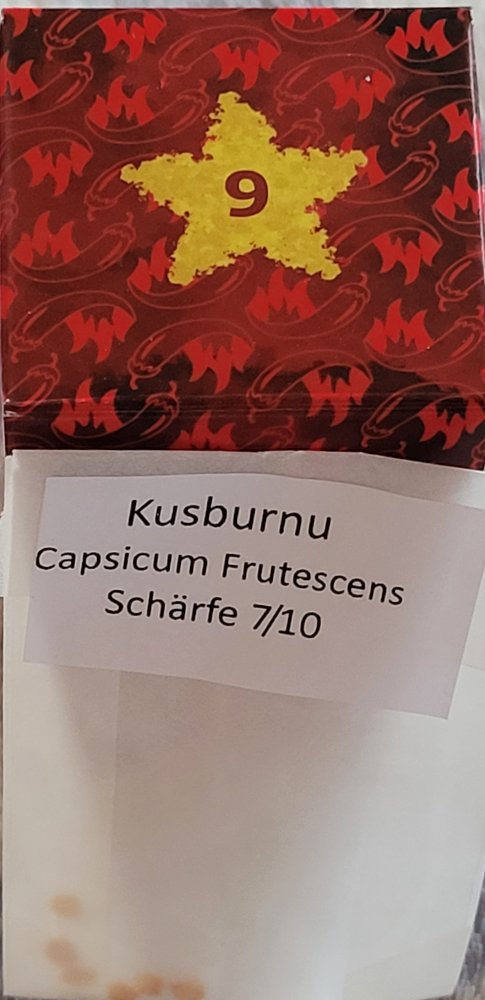 9
Kusburnu
Capsicum Frutescens
Schärfe 7/10